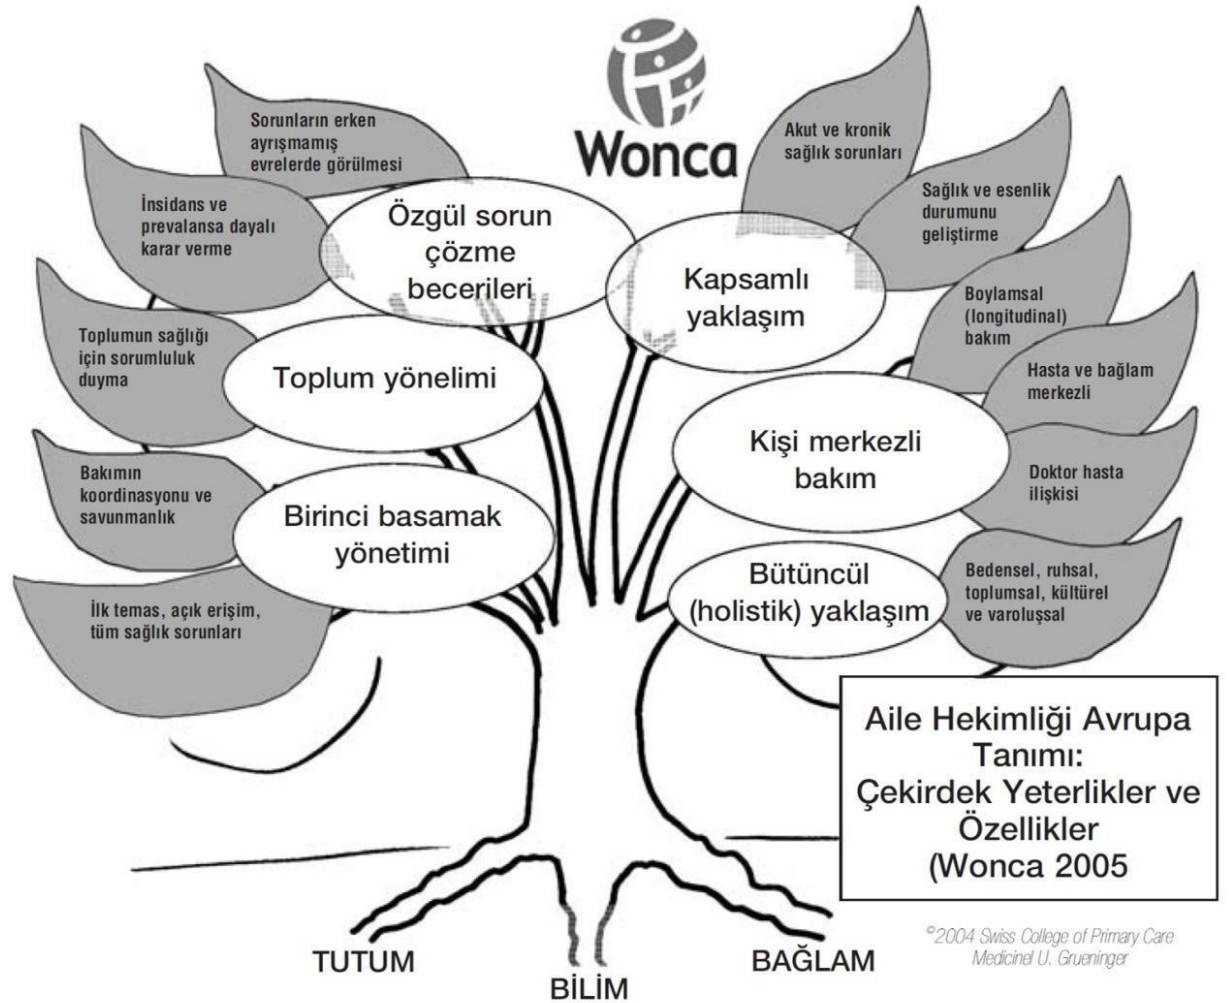 Wonca
Sorunların erken
ayrışmamış
evrelerde görülmesi
İnsidans ve
prevalansa dayalı
karar verme
Toplumun sağlığı
için sorumluluk
duyma
Bakımın
koordinasyonu ve
savunmanlık
İlk temas, açık erişim,
tüm sağlık sorunları
Özgül sorun
çözme
becerileri
Toplum yönelimi
Birinci basamak
yönetimi
Akut ve kronik
sağlık sorunları
Sağlık ve esenlik
durumunu
geliştirme
Boylamsal
(longitudinal)
bakım
Hasta ve bağlam
merkezli
Doktor hasta
ilişkisi
Bedensel, ruhsal,
toplumsal, kültürel
ve varoluşsal
Kapsamlı
yaklaşım
Kişi merkezli
bakım
Bütüncül
(holistik) yaklaşım
Aile Hekimliği Avrupa
Tanımı:
Çekirdek Yeterlikler ve
Özellikler
(Wonca 2005
TUTUM
BİLİM
BAĞLAM
©2004 Swiss College of Primary Care
Medicinel U. Grueninger